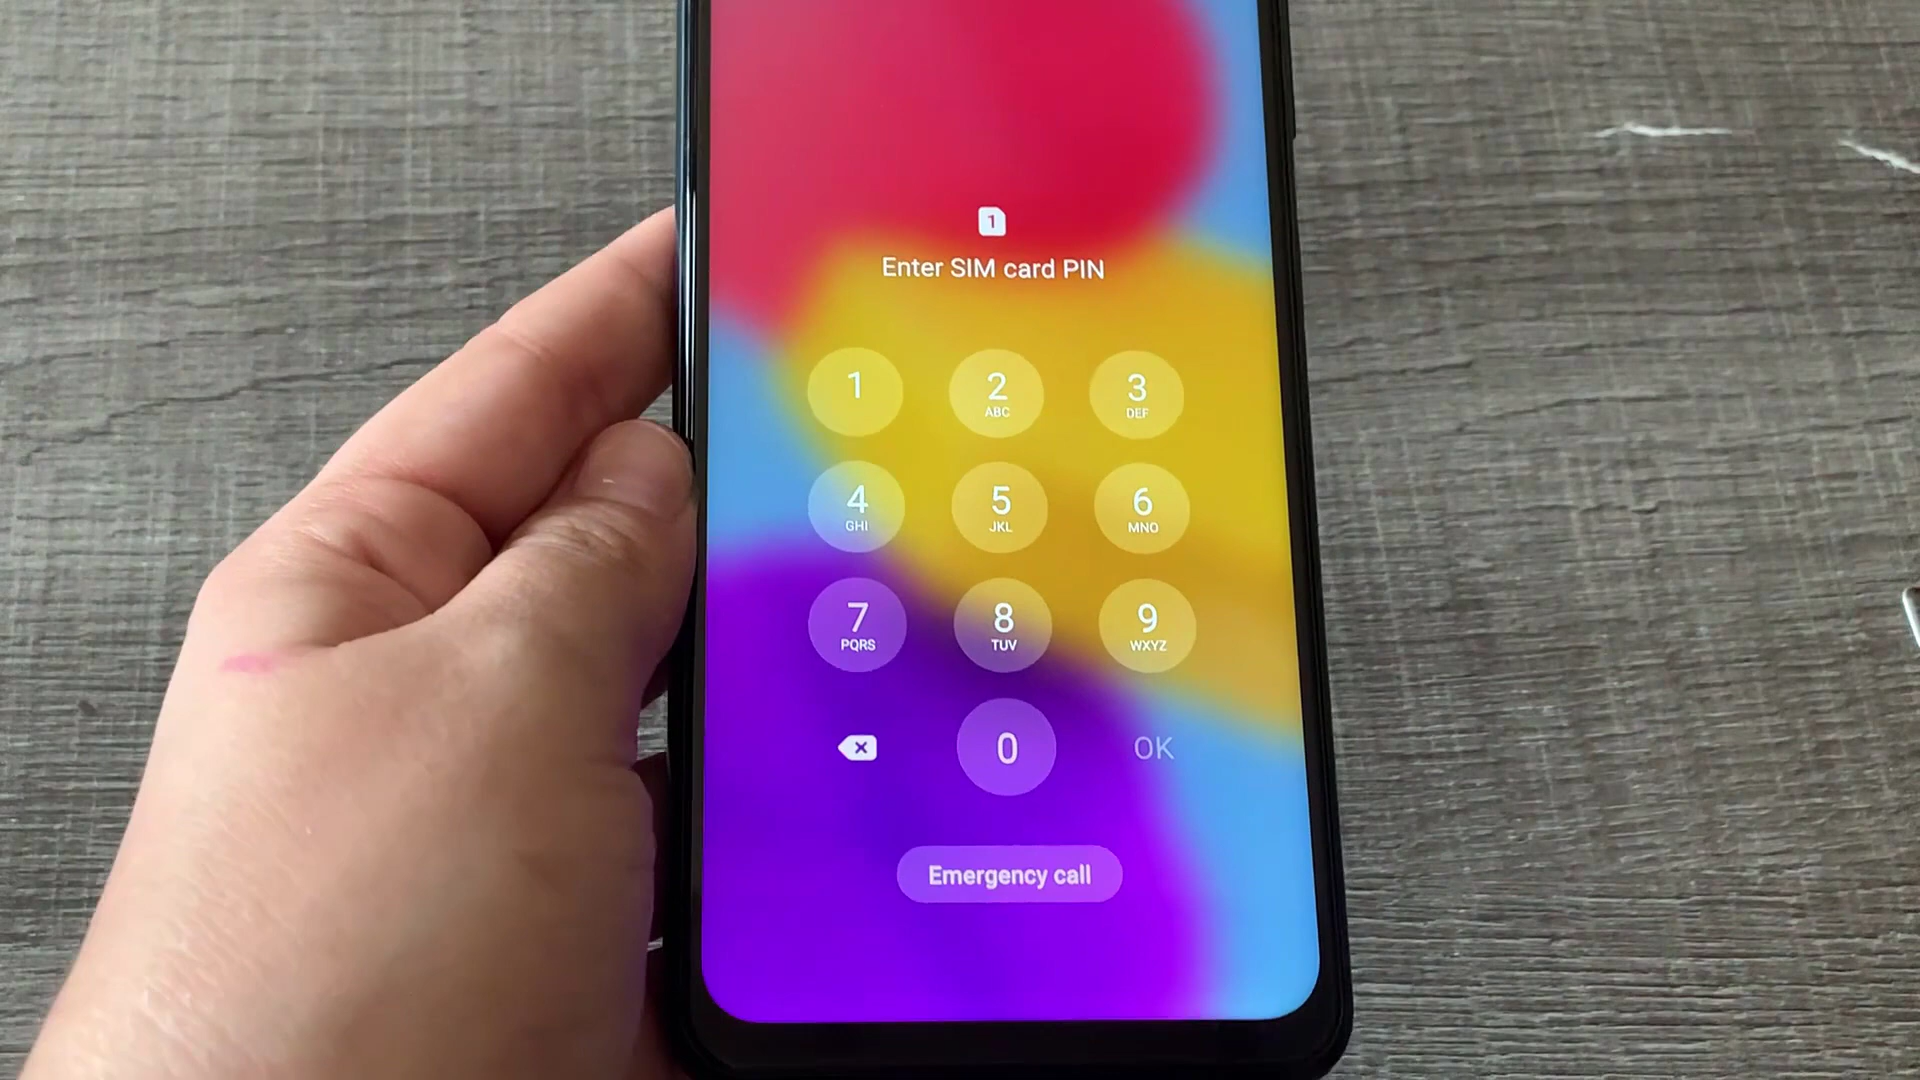 1
Enter SIM card PIN
1
2
ABC
3
DEF
4
GHI
5
JKL
6
MNO
7
PQRS
8
TUV
9
WXYZ
0
OK
Emergency call